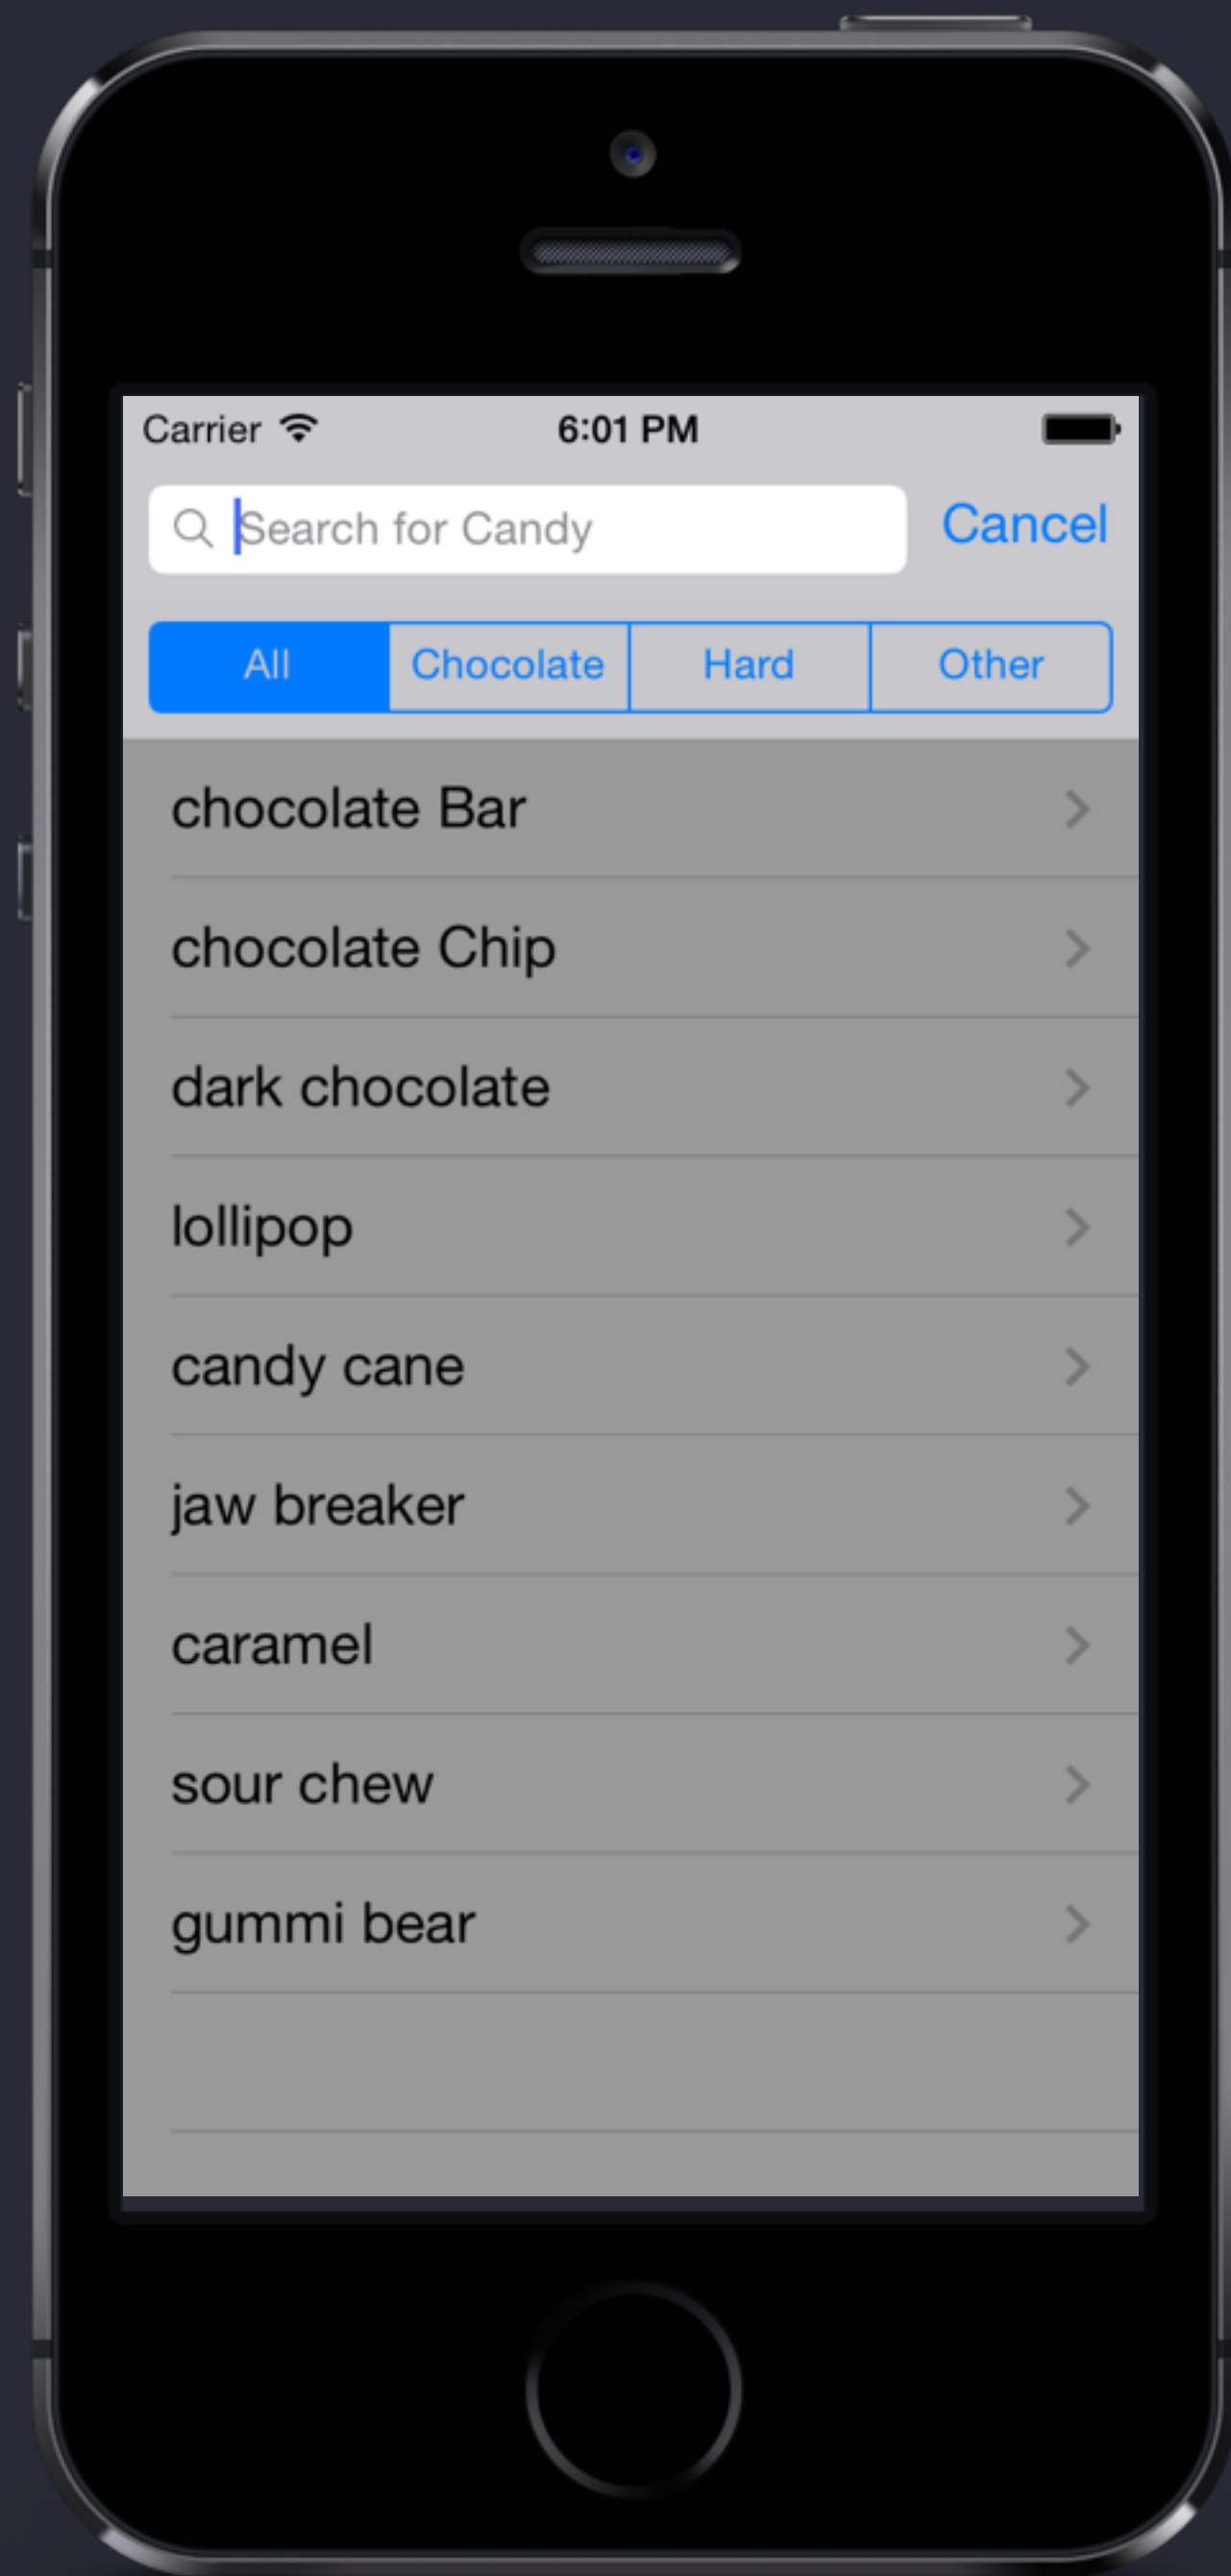 Carrier 6:01 PM
Search for Candy Cancel
All Chocolate Hard Other
chocolate Bar
chocolate Chip
dark chocolate
lollipop
candy cane
jaw breaker
caramel
sour chew
gummi bear